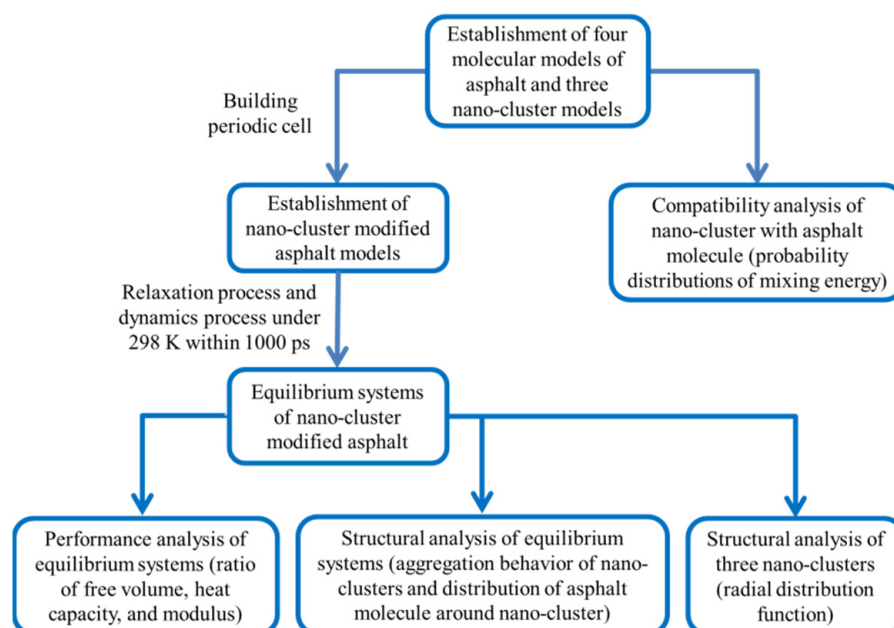 Establishment of four
molecular models of
asphalt and three
nano-cluster models
Building
periodic cell
Establishment of
nano-cluster modified
asphalt models
Compatibility analysis of
nano-cluster with asphalt
molecule (probability
distributions of mixing energy)
Relaxation process and
dynamics process under
298 K within 1000 ps
Equilibrium systems
of nano-cluster
modified asphalt
Performance analysis of
equilibrium systems (ratio
of free volume, heat
capacity, and modulus)
Structural analysis of equilibrium
systems (aggregation behavior of nano-
clusters and distribution of asphalt
molecule around nano-cluster)
Structural analysis of
three nano-clusters
(radial distribution
function)